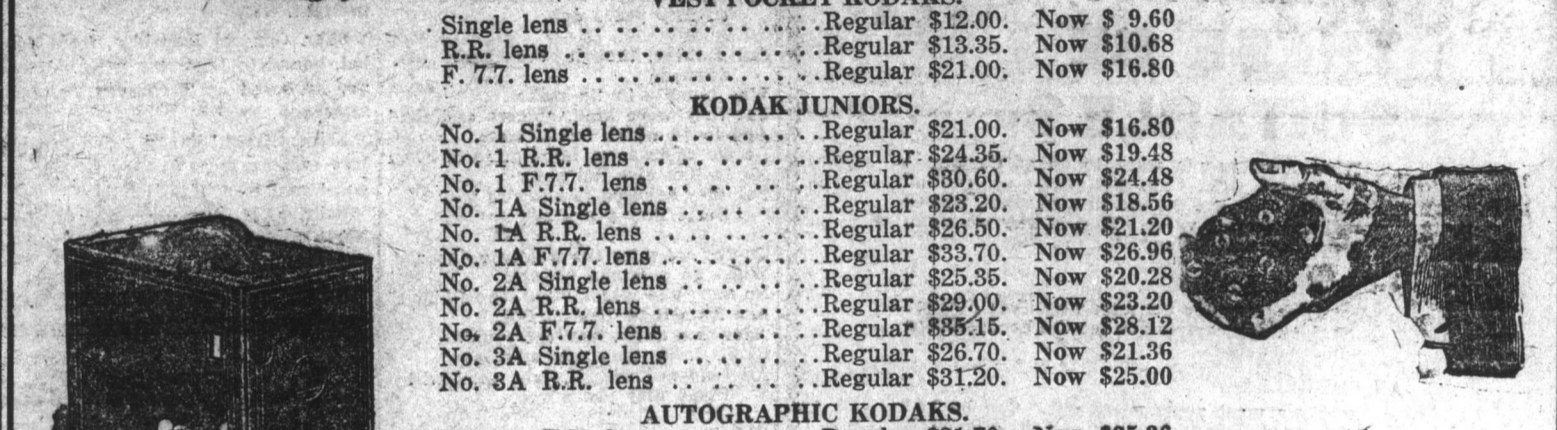 VEST POCKET KODAKS.
Single lens .. .. .. .. .. .. ..Regular $12.00. Now $ 9.60
R.R. lens .. .. .. .. .. .. ..Regular $13.35. Now $10.68
F. 7.7. lens .. .. .. .. .. .. ..Regular $21.00. Now $16.80
KODAK JUNIORS.
No. 1 Single lens .. .. .. .. ..Regular $21.00. Now $16.80
No. 1 R.R. lens .. .. .. .. ..Regular $24.35. Now $19.48
No. 1 F.7.7. lens .. .. .. .. ..Regular $30.60. Now $24.48
No. 1A Single lens .. .. .. ..Regular $23.20. Now $18.56
No. 1A R.R. lens .. .. .. .. ..Regular $26.50. Now $21.20
No. 1A F.7.7. lens .. .. .. .. ..Regular $33.70. Now $26.96
No. 2A Single lens .. .. .. ..Regular $25.35. Now $20.28
No. 2A R.R. lens .. .. .. .. ..Regular $29.00. Now $23.20
No. 2A F.7.7. lens .. .. .. ..Regular $35.15. Now $28.12
No. 3A Single lens .. .. .. ..Regular $26.70. Now $21.36
No. 3A R.R. lens .. .. .. .. ..Regular $31.20. Now $25.00
AUTOGRAPHIC KODAKS.